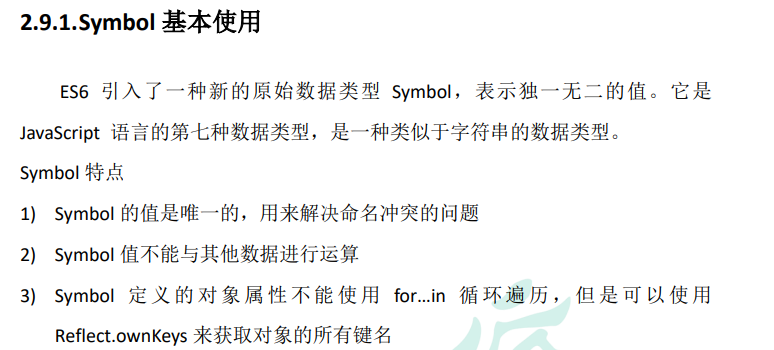 2.9.1.Symbol 基本使用
ES6 引入了一种新的原始数据类型 Symbol，表示独一无二的值。它是
JavaScript 语言的第七种数据类型，是一种类似于字符串的数据类型。
Symbol 特点
1) Symbol 的值是唯一的，用来解决命名冲突的问题
2) Symbol 值不能与其他数据进行运算
3) Symbol 定义的对象属性不能使用 for…in 循环遍历，但是可以使用
Reflect.ownKeys 来获取对象的所有键名